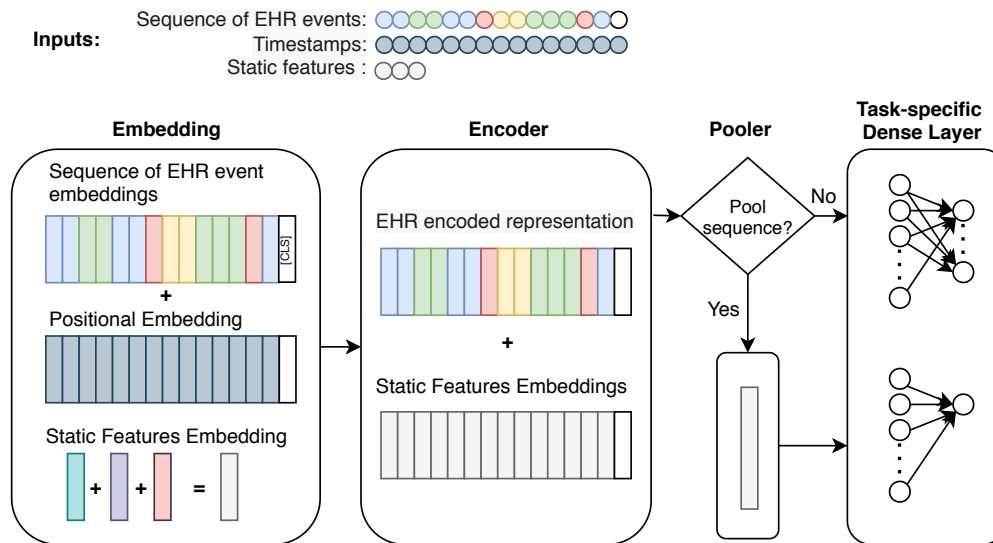 Inputs:
Sequence of EHR events:
Timestamps:
Static features :
Embedding
Encoder
Pooler
Task-specific
Dense Layer
Sequence of EHR event
embeddings
[CLS]
+
Positional Embedding
Static Features Embedding
+ + =
EHR encoded representation
+
Static Features Embeddings
Pool
sequence?
No
Yes